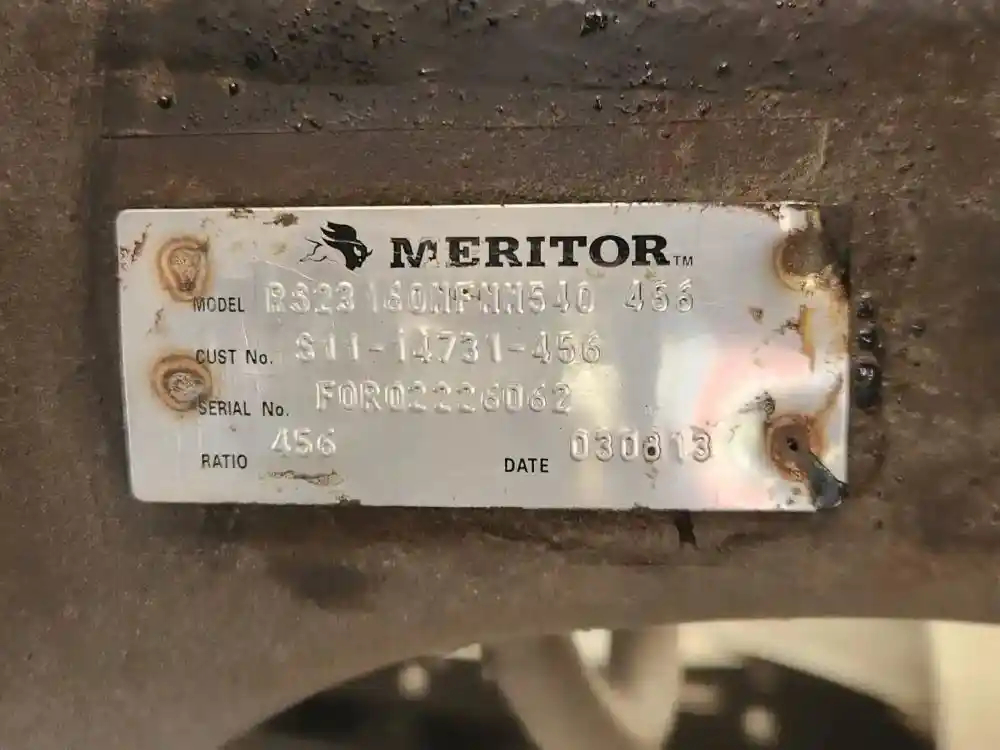 MERITOR™
MODEL RS23160NFNN540 456
CUST No. S11-14731-456
SERIAL No. FOR02226062
RATIO 456 DATE 030813